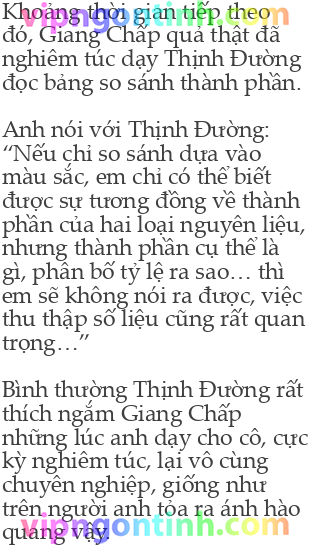 Khoảng thời gian tiếp theo
đó, Giang Chấp quả thật đã
nghiêm túc dạy Thịnh Đường
đọc bảng so sánh thành phần.
Anh nói với Thịnh Đường:
“Nếu chỉ so sánh dựa vào
màu sắc, em chỉ có thể biết
được sự tương đồng về thành
phần của hai loại nguyên liệu,
nhưng thành phần cụ thể là
gì, phân bố tỷ lệ ra sao… thì
em sẽ không nói ra được, việc
thu thập số liệu cũng rất quan
trọng…”
Bình thường Thịnh Đường rất
thích ngắm Giang Chấp
những lúc anh dạy cho cô, cực
kỳ nghiêm túc, lại vô cùng
chuyên nghiệp, giống như
trên người anh tỏa ra ánh hào
quang vậy.
vipngontinh.com
vipngontinh.com